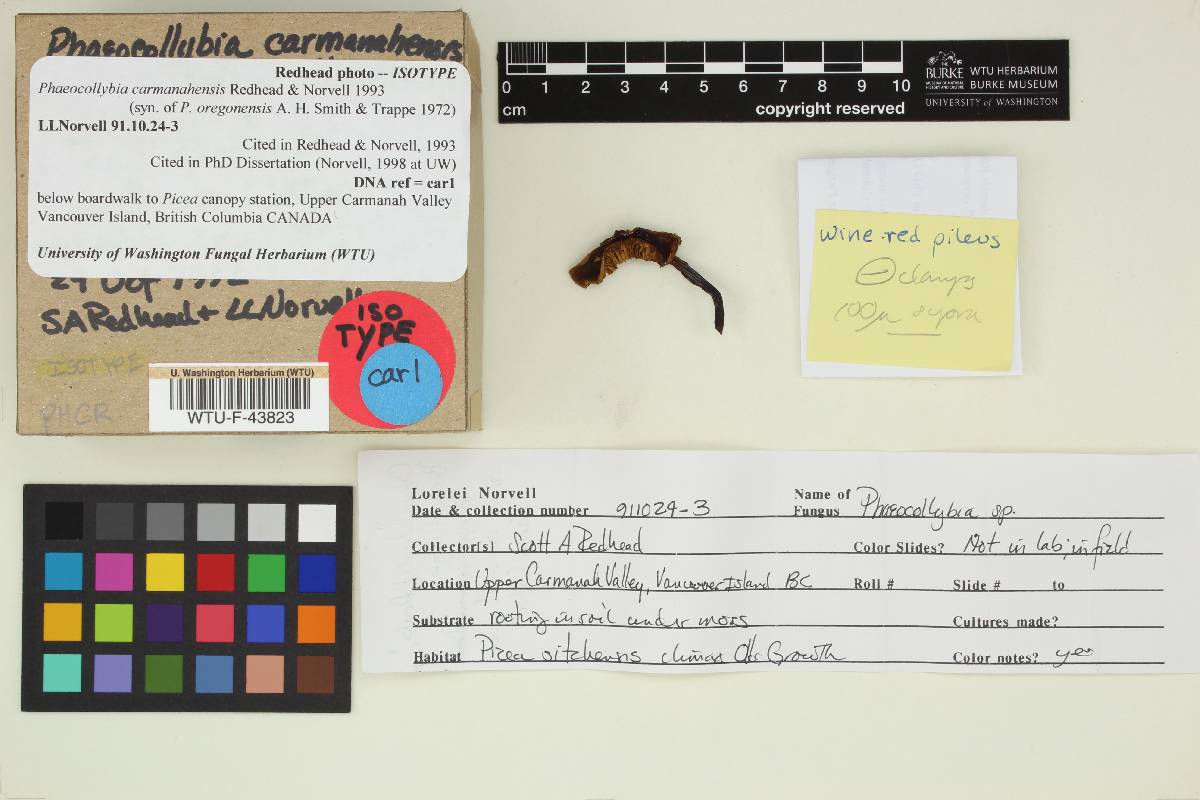 Phaeocollybia carmanahensis
Redhead photo -- ISOTYPE
Phaeocollybia carmanahensis Redhead & Norvell 1993
(syn. of P. oregonensis A. H. Smith & Trappe 1972)
LLNorvell 91.10.24-3
Cited in Redhead & Norvell, 1993
Cited in PhD Dissertation (Norvell, 1998 at UW)
DNA ref = car1
below boardwalk to Picea canopy station, Upper Carmanah Valley
Vancouver Island, British Columbia CANADA
University of Washington Fungal Herbarium (WTU)
SA Redhead + LLNorvell
ISOTYPE
PHCR
ISO
TYPE
car1
U. Washington Herbarium (WTU)
WTU-F-43823
0 1 2 3 4 5 6 7 8 9 10
cm
copyright reserved
THE
BURKE
WTU HERBARIUM
BURKE MUSEUM
UNIVERSITY of WASHINGTON
wine-red pileus
clamps
Lorelei Norvell
Date & collection number 911024-3
Name of
Fungus Phaeocollybia sp.
Collector(s) Scott A Redhead
Color Slides? Not in lab; in field
Location Upper Carmanah Valley, Vancouver Island BC
Roll # Slide # to
Substrate rooting in soil under moss
Cultures made?
Habitat Picea sitchensis climax Old Growth
Color notes? yes